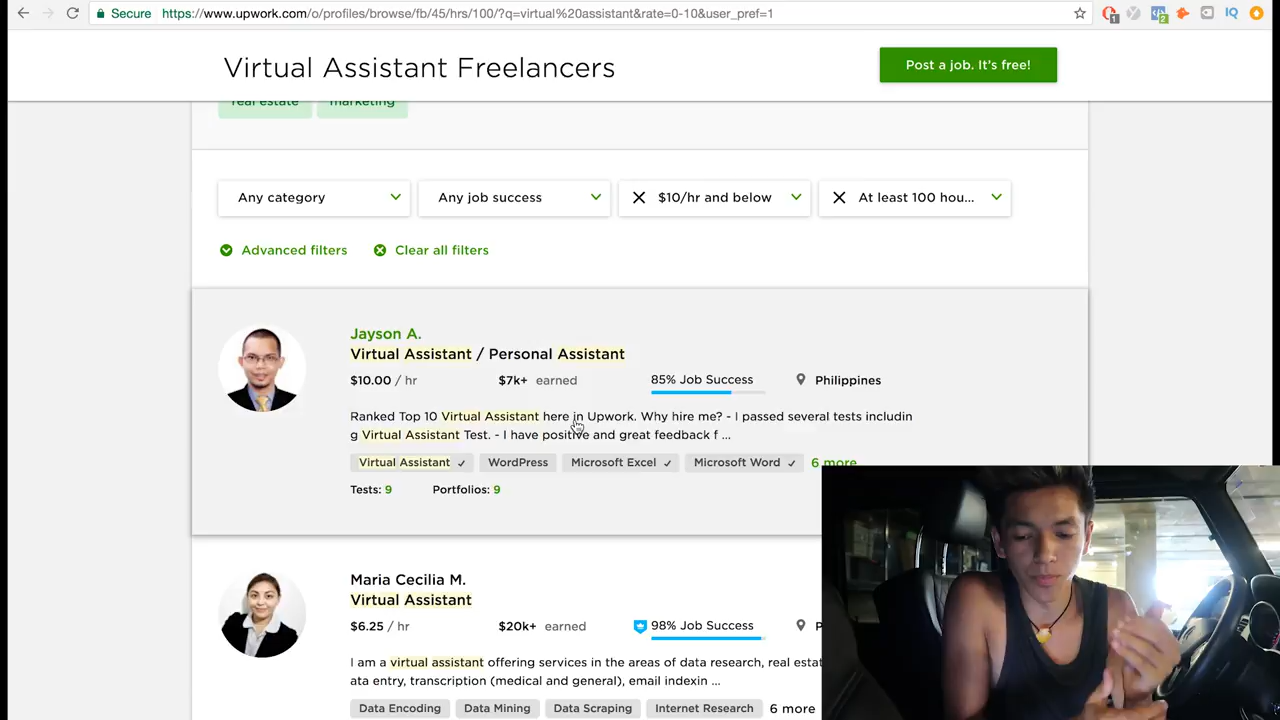 Secure
https://www.upwork.com/o/profiles/browse/fb/45/hrs/100/?q=virtual%20assistant&rate=0-10&user_pref=1
1
2
IQ
Virtual Assistant Freelancers
Post a job. It's free!
real estate
marketing
Any category
Any job success
$10/hr and below
At least 100 hou...
Advanced filters
Clear all filters
Jayson A.
Virtual Assistant / Personal Assistant
$10.00 / hr
$7k+ earned
85% Job Success
Philippines
Ranked Top 10 Virtual Assistant here in Upwork. Why hire me? - I passed several tests includin
g Virtual Assistant Test. - I have positive and great feedback f ...
Virtual Assistant
WordPress
Microsoft Excel
Microsoft Word
6 more
Tests: 9
Portfolios: 9
Maria Cecilia M.
Virtual Assistant
$6.25 / hr
$20k+ earned
98% Job Success
P
I am a virtual assistant offering services in the areas of data research, real estat
ata entry, transcription (medical and general), email indexin ...
Data Encoding
Data Mining
Data Scraping
Internet Research
6 more